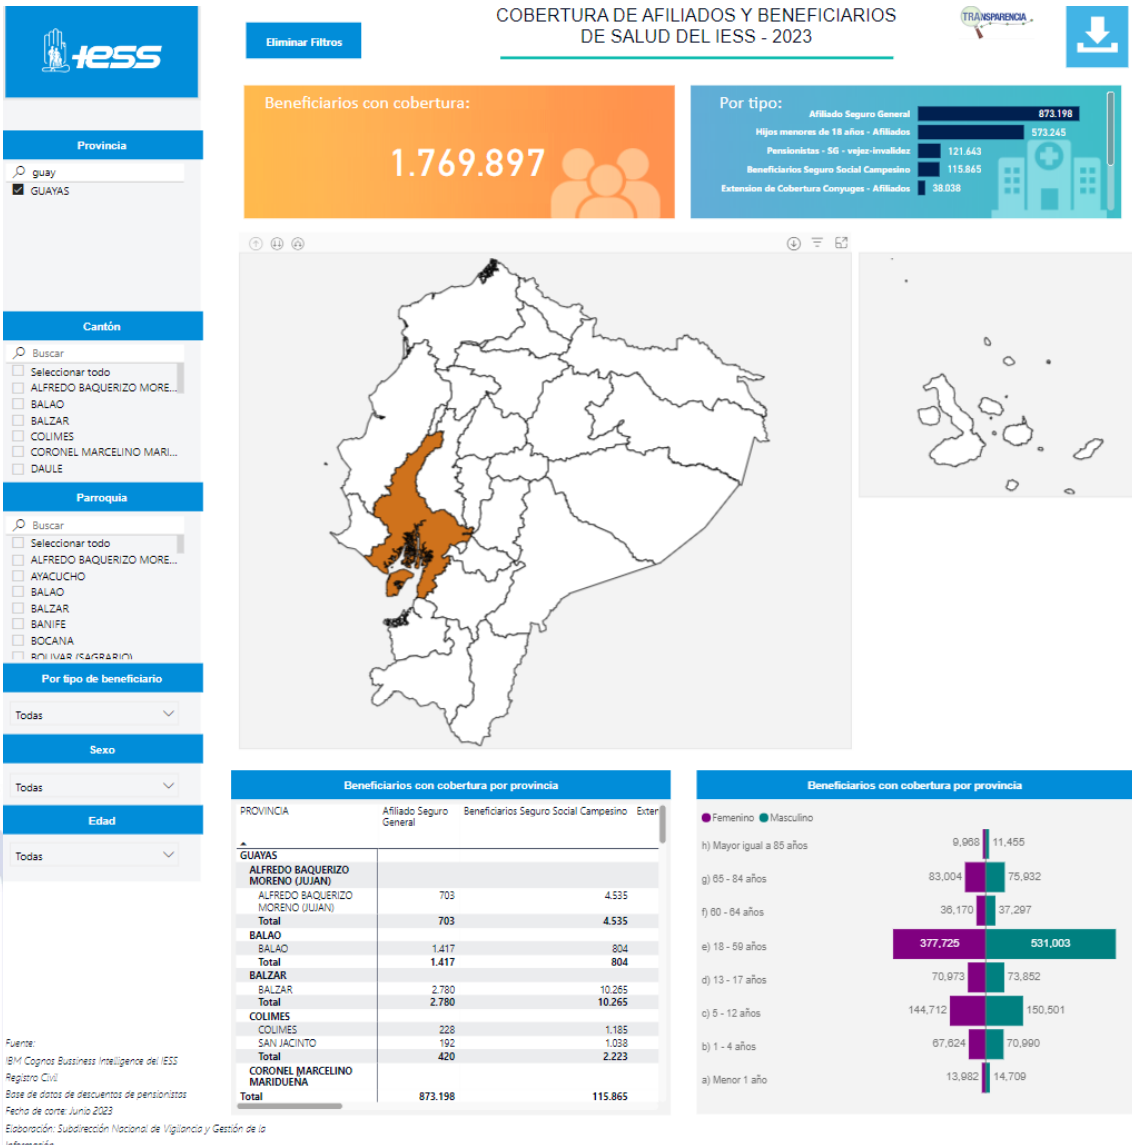 IESS
Eliminar Filtros
COBERTURA DE AFILIADOS Y BENEFICIARIOS
DE SALUD DEL IESS - 2023
TRANSPARENCIA
Beneficiarios con cobertura:
1.769.897
Por tipo:
Afiliado Seguro General 873.198
Hijos menores de 18 años - Afiliados 573.245
Pensionistas - SG - vejez-invalidez 121.643
Beneficiarios Seguro Social Campesino 115.865
Extension de Cobertura Conyuges - Afiliados 38.038
Provincia
guay
GUAYAS
Cantón
Buscar
Seleccionar todo
ALFREDO BAQUERIZO MORE...
BALAO
BALZAR
COLIMES
CORONEL MARCELINO MARI...
DAULE
Parroquia
Buscar
Seleccionar todo
ALFREDO BAQUERIZO MORE...
AYACUCHO
BALAO
BALZAR
BANIFE
BOCANA
BOLIVAR (SAGRARIO)
Por tipo de beneficiario
Todas
Sexo
Todas
Edad
Todas
Beneficiarios con cobertura por provincia
PROVINCIA Afiliado Seguro General Beneficiarios Seguro Social Campesino Exter
GUAYAS
ALFREDO BAQUERIZO
MORENO (JUJAN)
ALFREDO BAQUERIZO 703 4.535
MORENO (JUJAN)
Total 703 4.535
BALAO
BALAO 1.417 804
Total 1.417 804
BALZAR
BALZAR 2.780 10.265
Total 2.780 10.265
COLIMES
COLIMES 228 1.185
SAN JACINTO 192 1.038
Total 420 2.223
CORONEL MARCELINO
MARIDUEÑA
Total 873.198 115.865
Beneficiarios con cobertura por provincia
Femenino Masculino
h) Mayor igual a 85 años 9,968 11,455
g) 65 - 84 años 83,004 75,932
f) 60 - 64 años 36,170 37,297
e) 18 - 59 años 377,725 531,003
d) 13 - 17 años 70,973 73,852
c) 5 - 12 años 144,712 150,501
b) 1 - 4 años 67,624 70,990
a) Menor 1 año 13,982 14,709
Fuente:
IBM Cognos Bussiness Intelligence del IESS
Registro Civil
Base de datos de descuentos de pensionistas
Fecha de corte: Junio 2023
Elaboración: Subdirección Nacional de Vigilancia y Gestión de la
Información